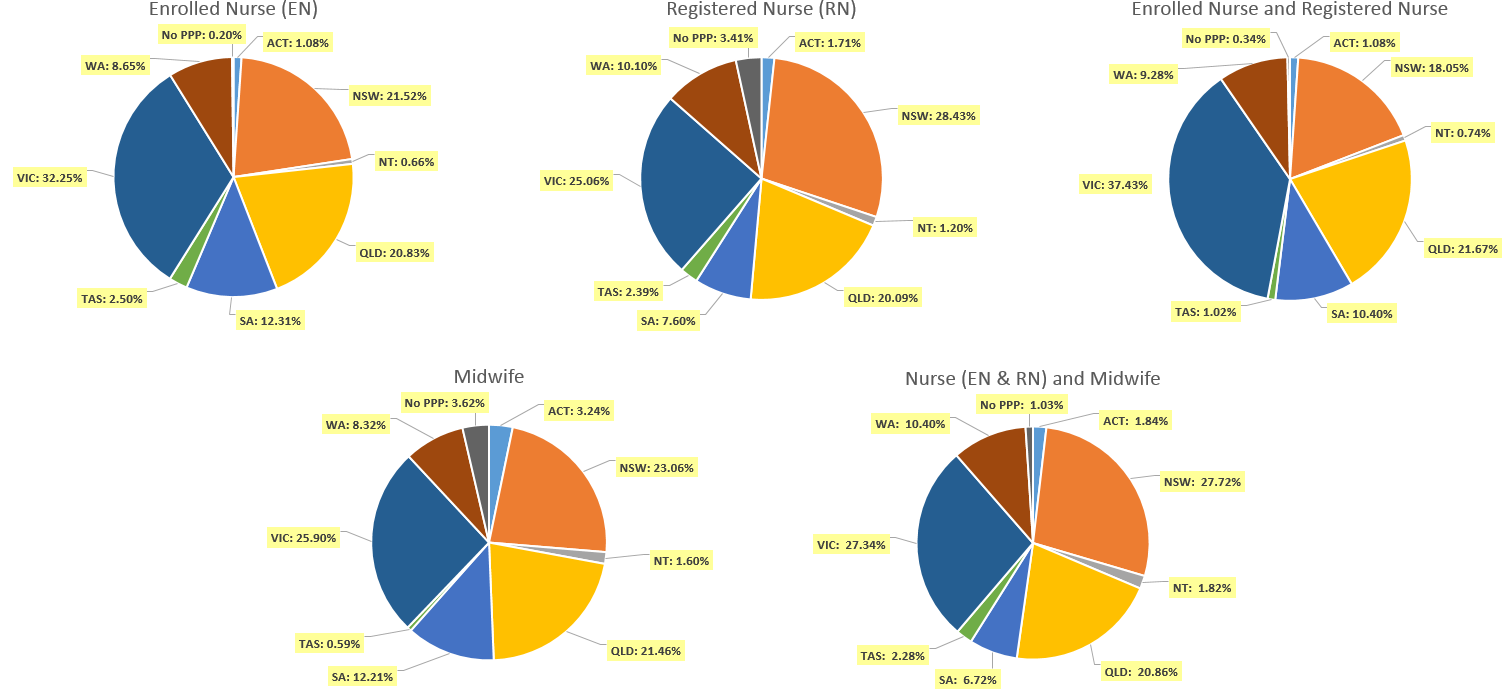 Enrolled Nurse (EN)
No PPP: 0.20%
ACT: 1.08%
WA: 8.65%
NSW: 21.52%
NT: 0.66%
VIC: 32.25%
QLD: 20.83%
TAS: 2.50%
SA: 12.31%
Registered Nurse (RN)
No PPP: 3.41%
ACT: 1.71%
WA: 10.10%
NSW: 28.43%
VIC: 25.06%
NT: 1.20%
TAS: 2.39%
QLD: 20.09%
SA: 7.60%
Enrolled Nurse and Registered Nurse
No PPP: 0.34%
ACT: 1.08%
WA: 9.28%
NSW: 18.05%
NT: 0.74%
VIC: 37.43%
QLD: 21.67%
TAS: 1.02%
SA: 10.40%
Midwife
No PPP: 3.62%
ACT: 3.24%
WA: 8.32%
NSW: 23.06%
VIC: 25.90%
NT: 1.60%
TAS: 0.59%
QLD: 21.46%
SA: 12.21%
Nurse (EN & RN) and Midwife
No PPP: 1.03%
ACT: 1.84%
WA: 10.40%
NSW: 27.72%
VIC: 27.34%
NT: 1.82%
TAS: 2.28%
QLD: 20.86%
SA: 6.72%